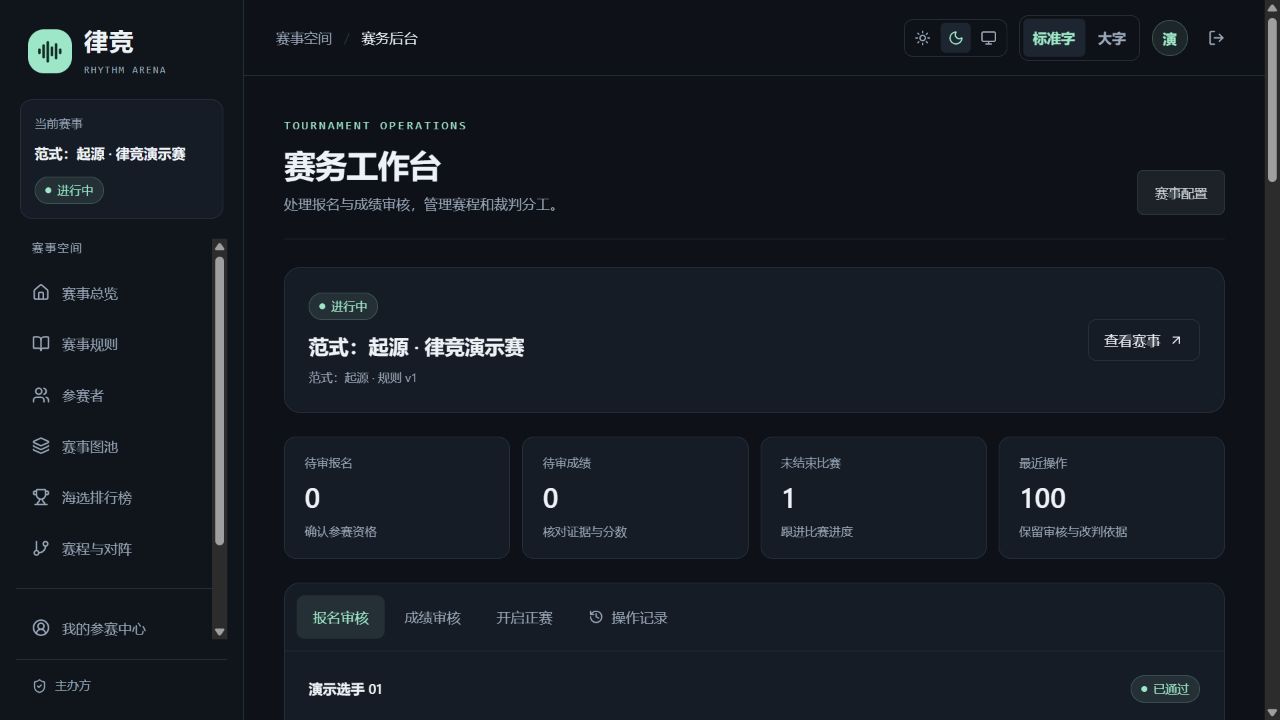 律竞
RHYTHM ARENA
当前赛事
范式：起源 · 律竞演示赛
进行中
赛事空间
赛事总览
赛事规则
参赛者
赛事图池
海选排行榜
赛程与对阵
我的参赛中心
主办方
赛事空间 / 赛务后台
标准字 大字 演
TOURNAMENT OPERATIONS
赛务工作台
处理报名与成绩审核，管理赛程和裁判分工。
赛事配置
进行中
范式：起源 · 律竞演示赛
范式：起源 · 规则 v1
查看赛事
待审报名
0
确认参赛资格
待审成绩
0
核对证据与分数
未结束比赛
1
跟进比赛进度
最近操作
100
保留审核与改判依据
报名审核 成绩审核 开启正赛 操作记录
演示选手 01
已通过